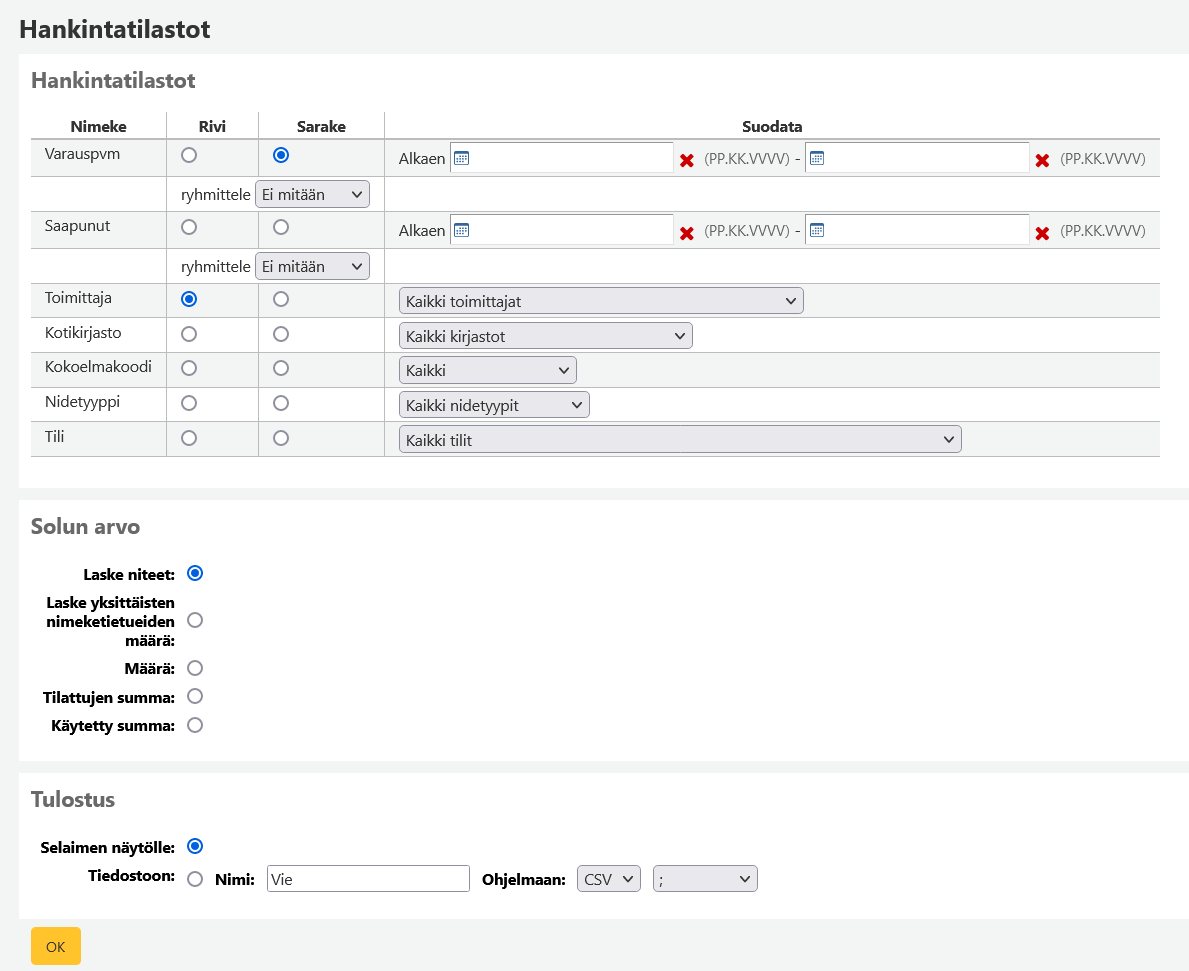 Hankintatilastot
Hankintatilastot
Nimeke Rivi Sarake Suodata
Varauspvm Alkaen (PP.KK.VVVV) - (PP.KK.VVVV)
ryhmittele Ei mitään
Saapunut Alkaen (PP.KK.VVVV) - (PP.KK.VVVV)
ryhmittele Ei mitään
Toimittaja Kaikki toimittajat
Kotikirjasto Kaikki kirjastot
Kokoelmakoodi Kaikki
Nidetyyppi Kaikki nidetyypit
Tili Kaikki tilit
Solun arvo
Laske niteet:
Laske yksittäisten
nimeketietueiden
määrä:
Määrä:
Tilattujen summa:
Käytetty summa:
Tulostus
Selaimen näytölle:
Tiedostoon: Nimi: Vie Ohjelmaan: CSV ;
OK